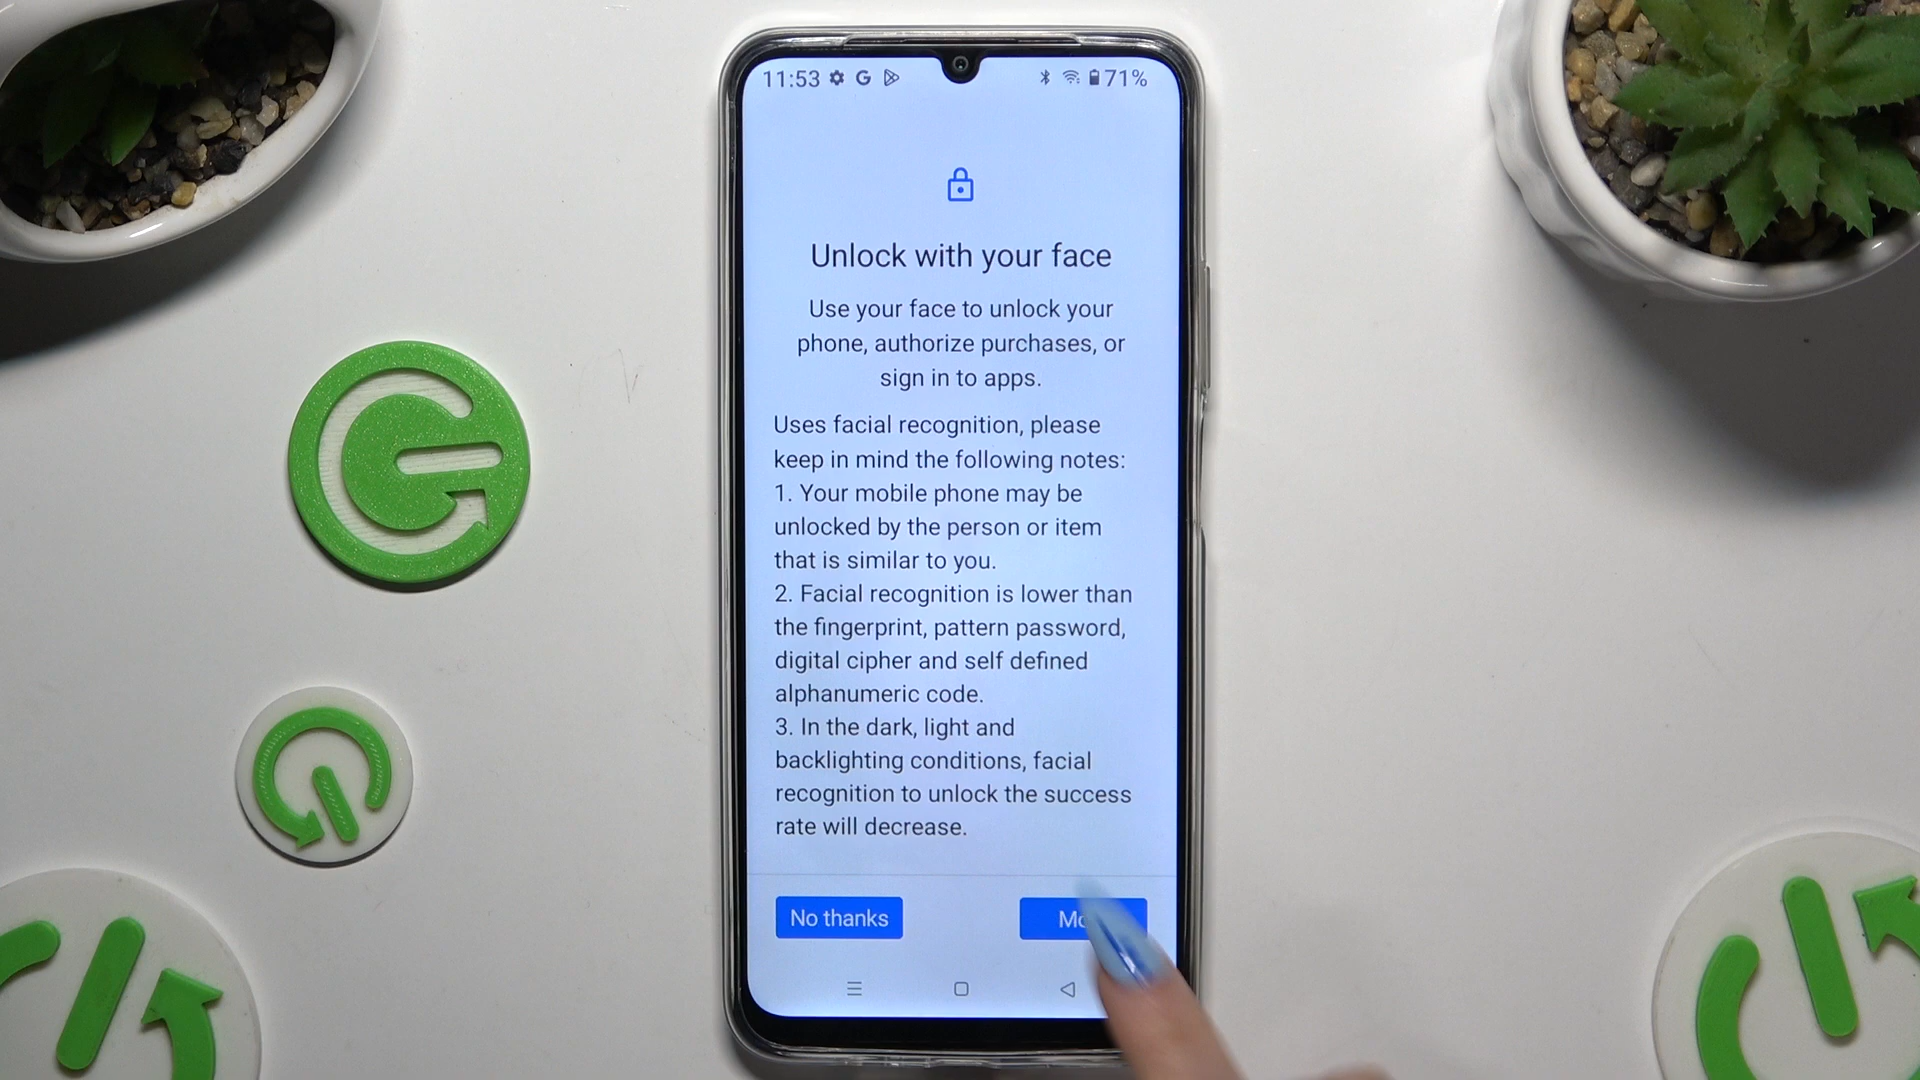 11:53 71%
Unlock with your face
Use your face to unlock your
phone, authorize purchases, or
sign in to apps.
Uses facial recognition, please
keep in mind the following notes:
1. Your mobile phone may be
unlocked by the person or item
that is similar to you.
2. Facial recognition is lower than
the fingerprint, pattern password,
digital cipher and self defined
alphanumeric code.
3. In the dark, light and
backlighting conditions, facial
recognition to unlock the success
rate will decrease.
No thanks